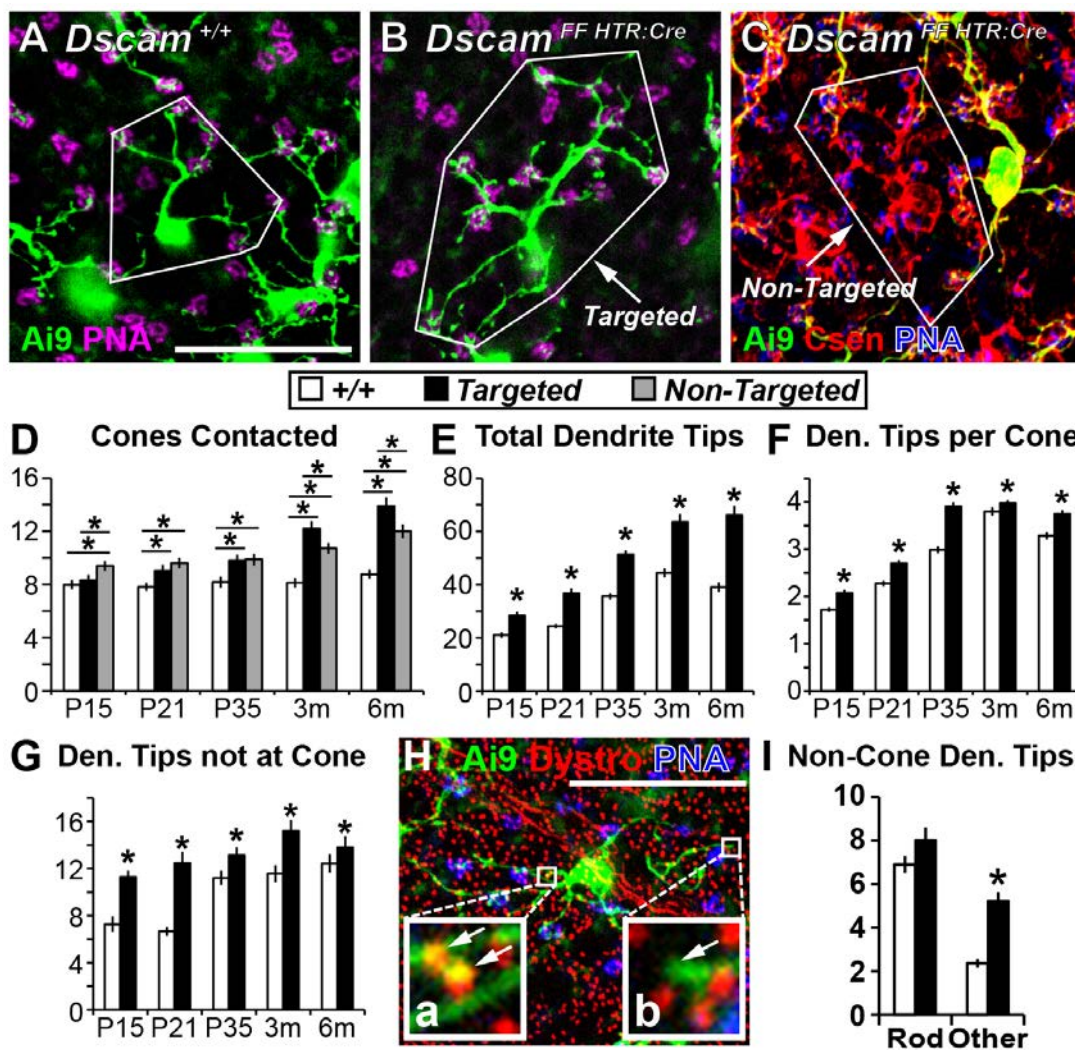 A Dscam +/+
B Dscam FF HTR:Cre
C Dscam FF HTR:Cre
Ai9 PNA
Targeted
Non-Targeted
Ai9 Csen PNA
+/+ Targeted Non-Targeted
D Cones Contacted
16
12
8
4
0
* * * * * * * * * * * *
P15 P21 P35 3m 6m
E Total Dendrite Tips
80
60
40
20
0
* * * * *
P15 P21 P35 3m 6m
F Den. Tips per Cone
4
3
2
1
0
* * * * *
P15 P21 P35 3m 6m
G Den. Tips not at Cone
16
12
8
4
0
* * * * *
P15 P21 P35 3m 6m
H Ai9 Dystro PNA
a
b
I Non-Cone Den. Tips
10
8
6
4
2
0
*
Rod Other